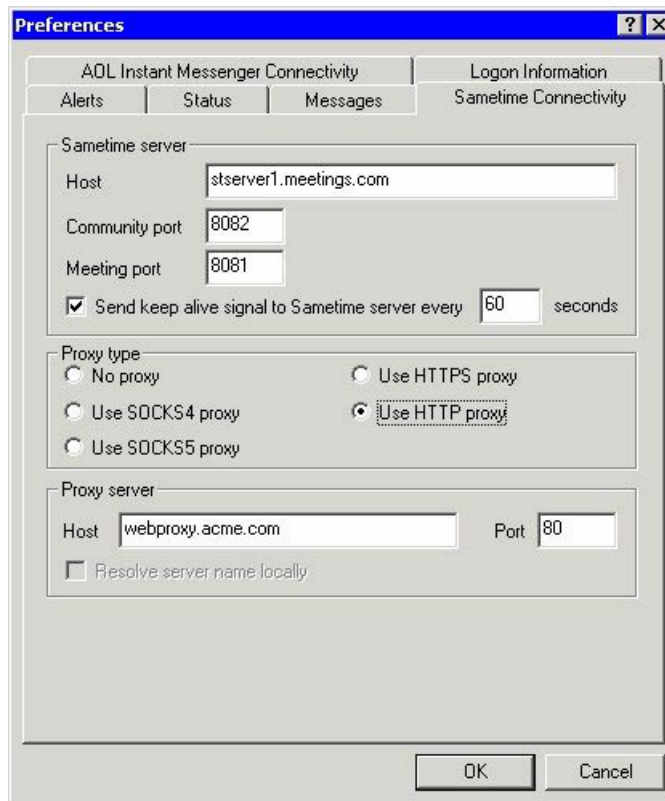 Preferences
AOL Instant Messenger Connectivity
Logon Information
Alerts
Status
Messages
Sametime Connectivity
Sametime server
Host stserver1.meetings.com
Community port 8082
Meeting port 8081
Send keep alive signal to Sametime server every 60 seconds
Proxy type
No proxy
Use HTTPS proxy
Use SOCKS4 proxy
Use HTTP proxy
Use SOCKS5 proxy
Proxy server
Host webproxy.acme.com Port 80
Resolve server name locally
OK
Cancel